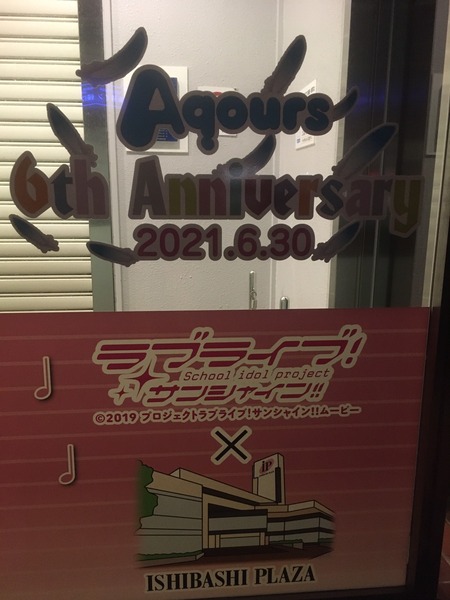 Aqours
6th Anniversary
2021.6.30
ラブライブ!
School idol project
サンシャイン!!
©2019 プロジェクトラブライブ!サンシャイン!!ムービー
×
iP
ISHIBASHI PLAZA